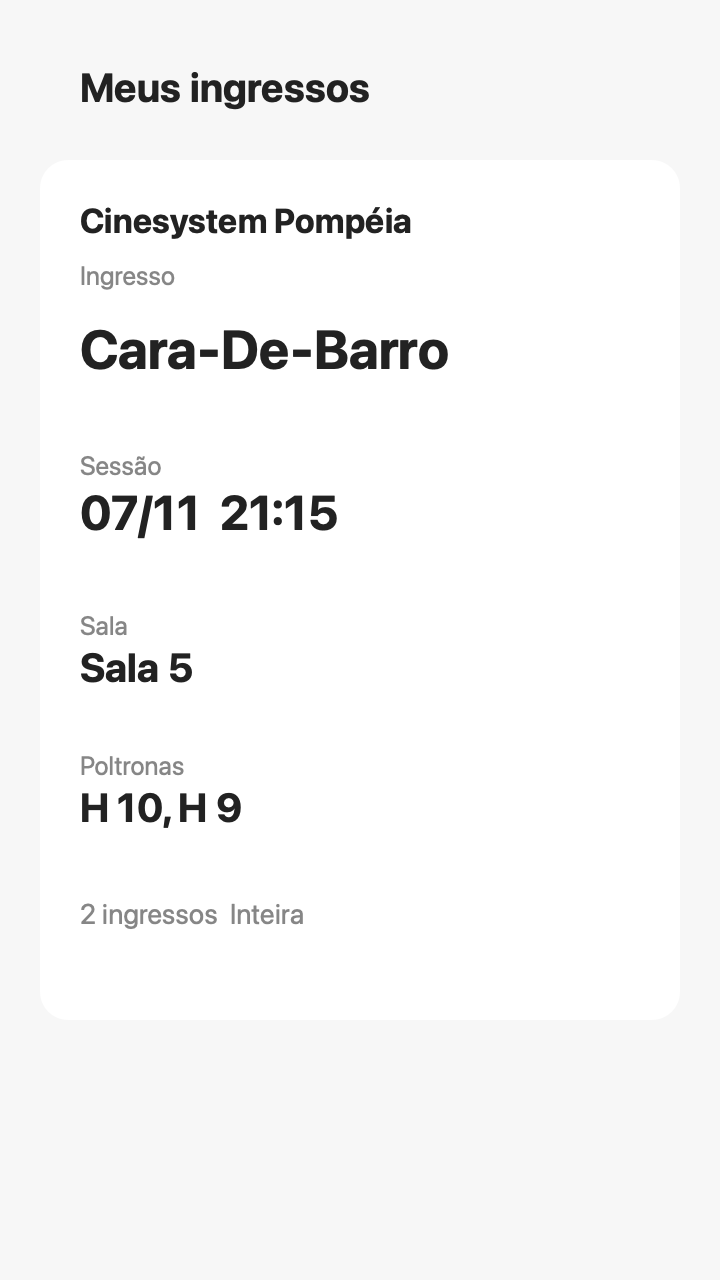 Meus ingressos
Cinesystem Pompéia
Ingresso
Cara-De-Barro
Sessão
07/11 21:15
Sala
Sala 5
Poltronas
H 10, H 9
2 ingressos Inteira